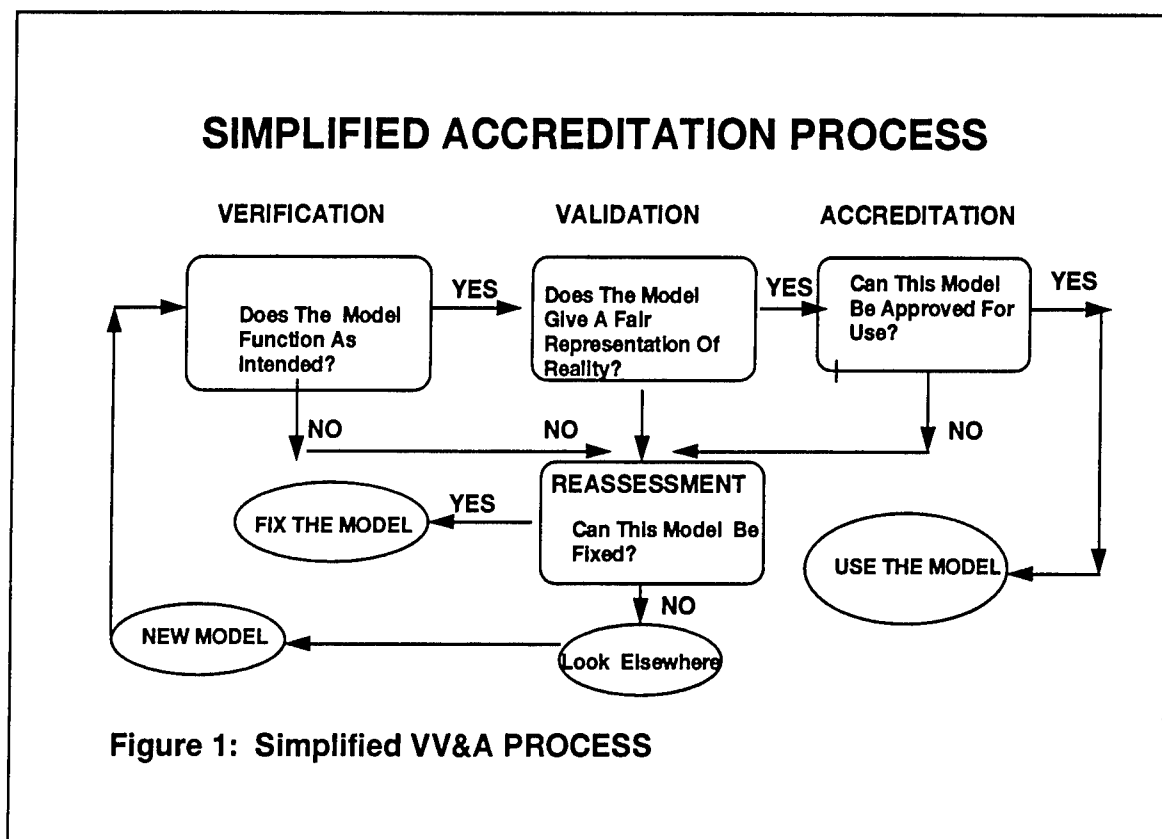 SIMPLIFIED ACCREDITATION PROCESS
VERIFICATION
VALIDATION
ACCREDITATION
Does The Model
Function As
Intended?
YES
Does The Model
Give A Fair
Representation Of
Reality?
YES
Can This Model
Be Approved For
Use?
YES
NO
NO
NO
REASSESSMENT
Can This Model Be
Fixed?
YES
FIX THE MODEL
USE THE MODEL
NO
NEW MODEL
Look Elsewhere
Figure 1: Simplified VV&A PROCESS